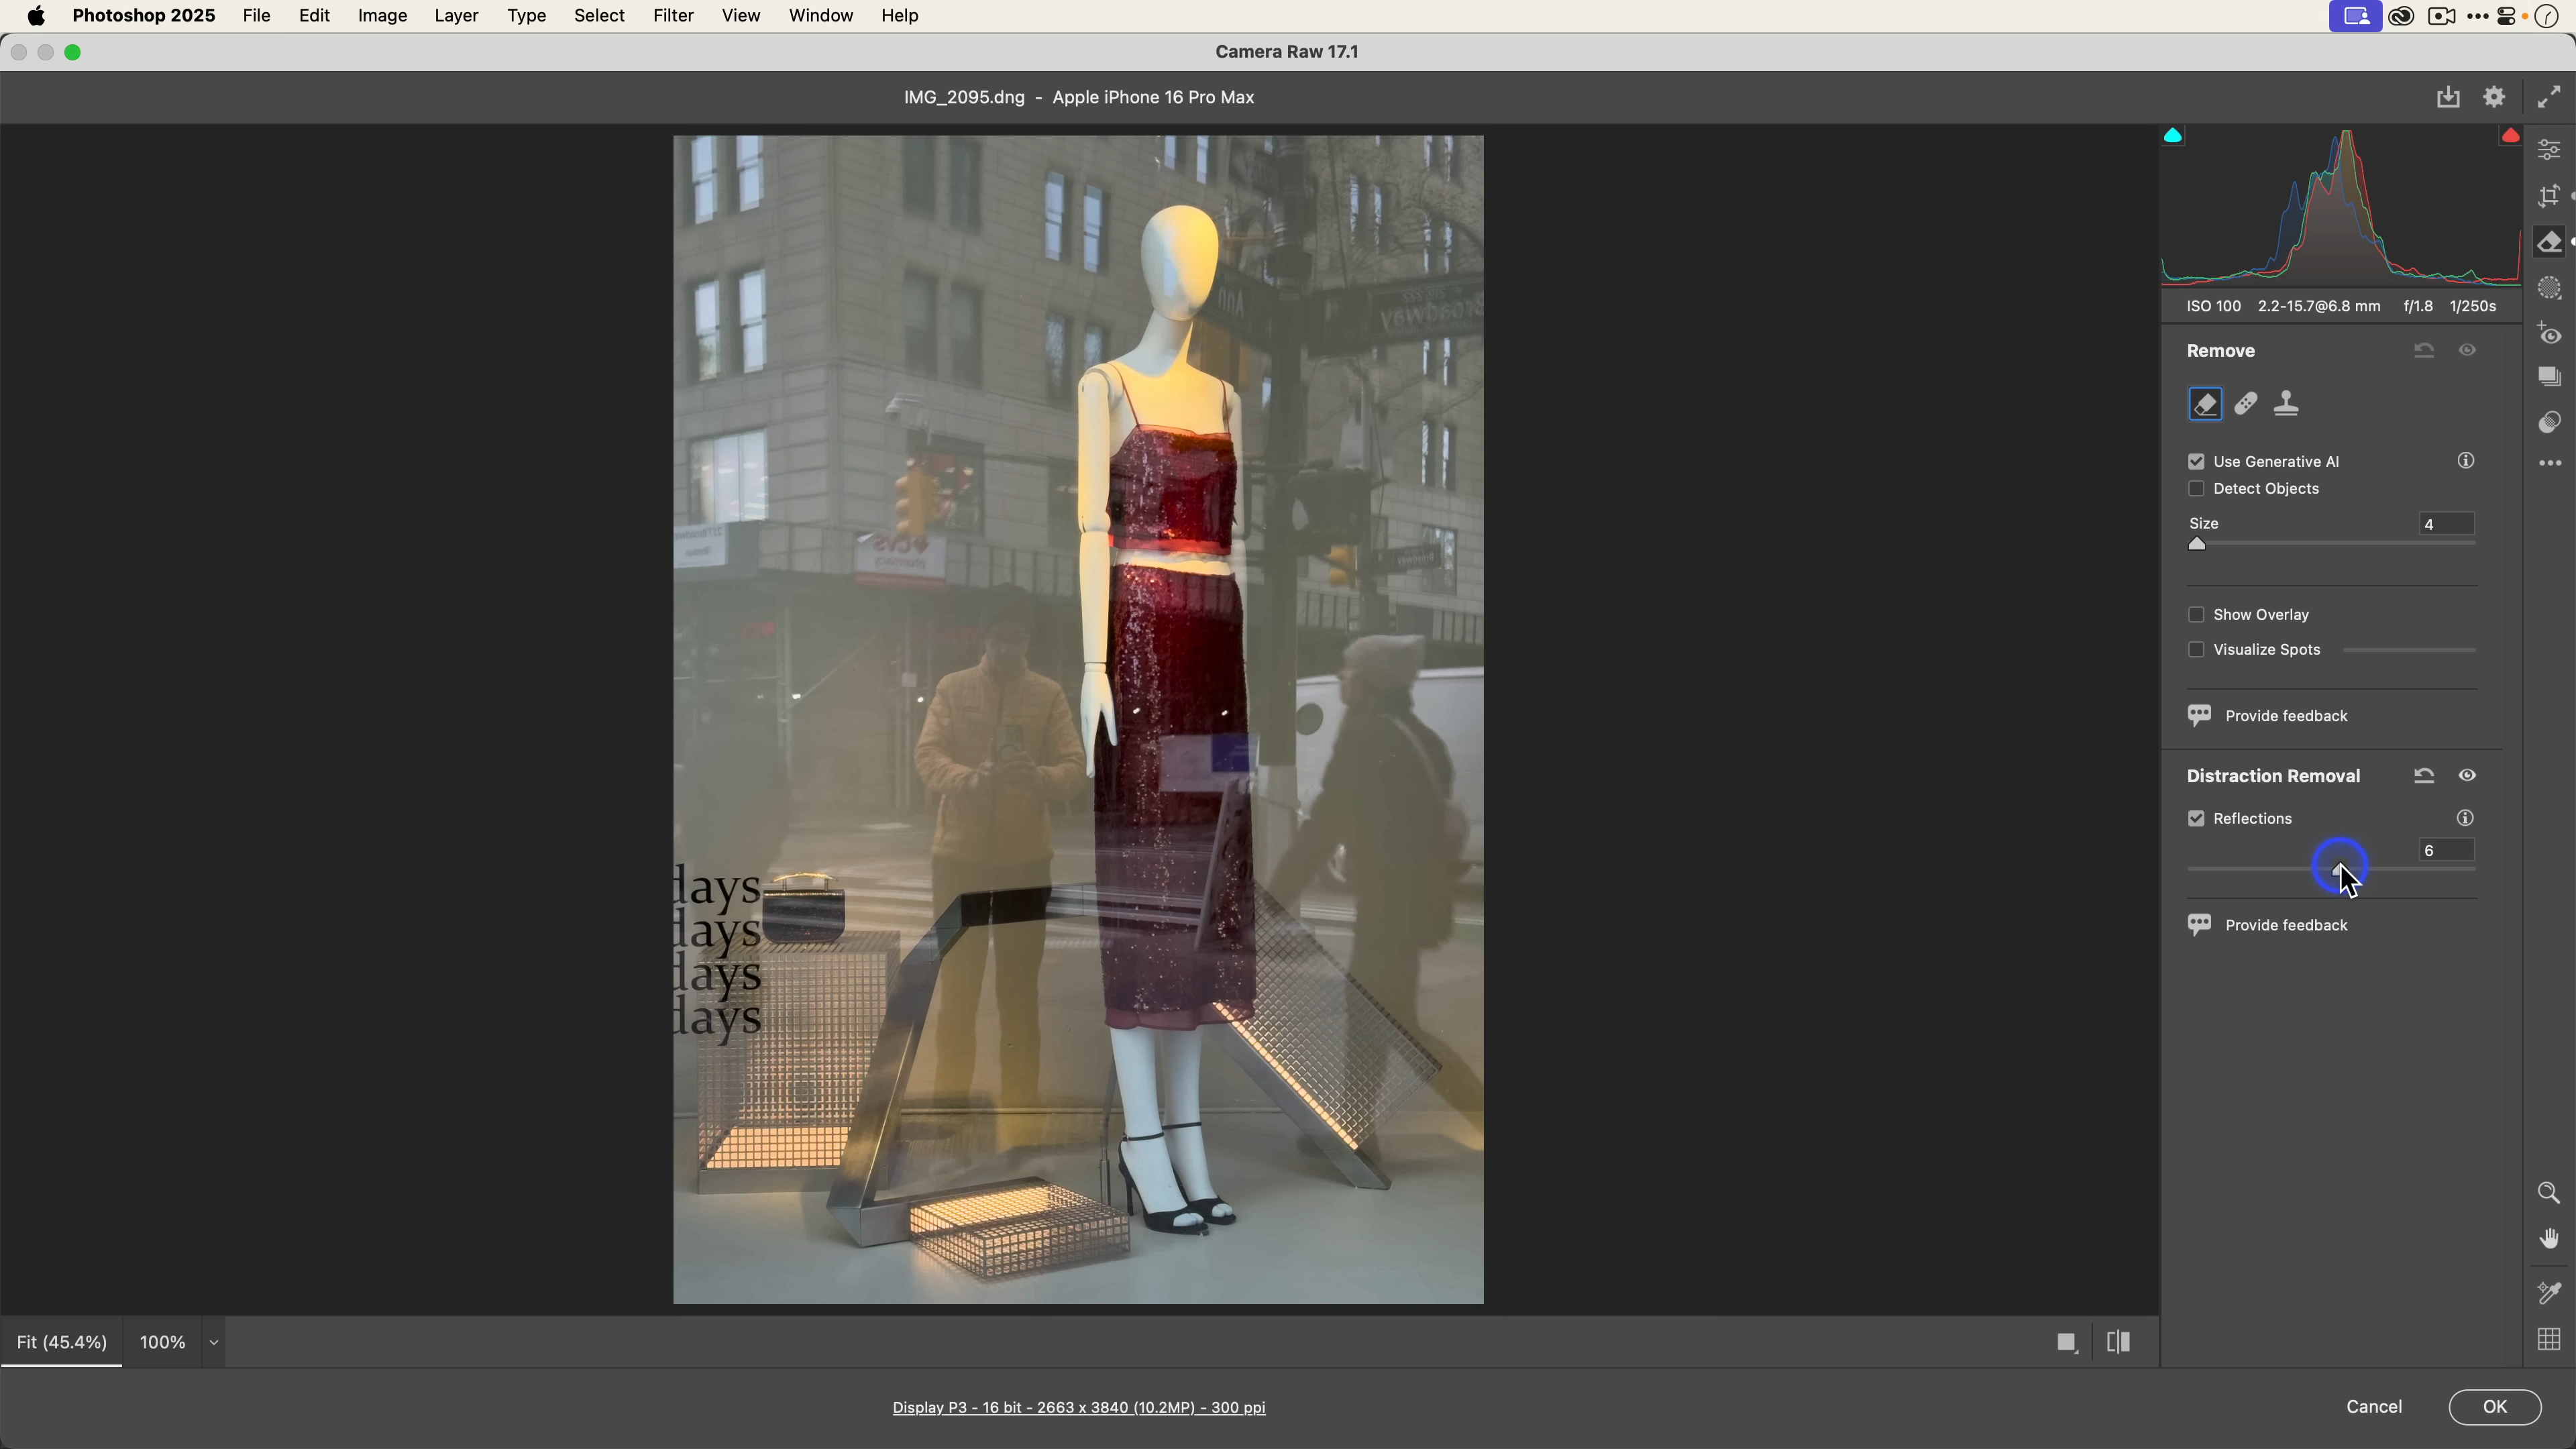 Photoshop 2025 File Edit Image Layer Type Select Filter View Window Help
Camera Raw 17.1
IMG_2095.dng - Apple iPhone 16 Pro Max
ISO 100 2.2-15.7@6.8 mm f/1.8 1/250s
Remove
Use Generative AI
Detect Objects
Size 4
Show Overlay
Visualize Spots
Provide feedback
Distraction Removal
Reflections
6
Provide feedback
Ann
Broadway
CVS
pharmacy
days
days
days
days
Fit (45.4%) 100%
Display P3 - 16 bit - 2663 x 3840 (10.2MP) - 300 ppi
Cancel OK